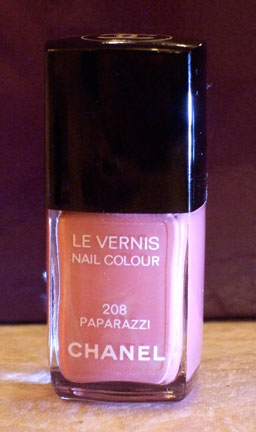 LE VERNIS
NAIL COLOUR
208
PAPARAZZI
CHANEL